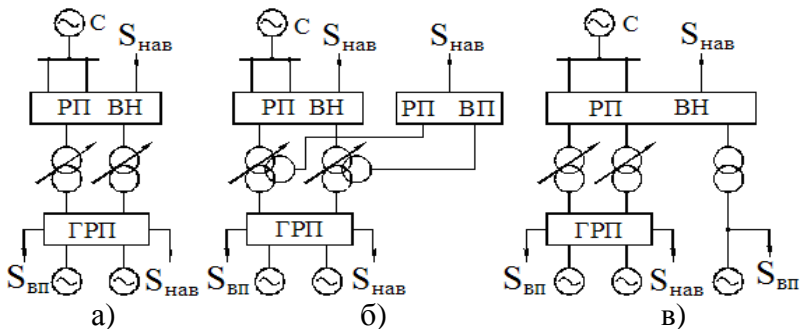 С С С
Sнав Sнав Sнав Sнав
РП ВН РП ВН РП ВП РП ВН
ГРП ГРП ГРП
Sвп Sнав Sвп Sнав Sвп Sнав Sвп
а) б) в)